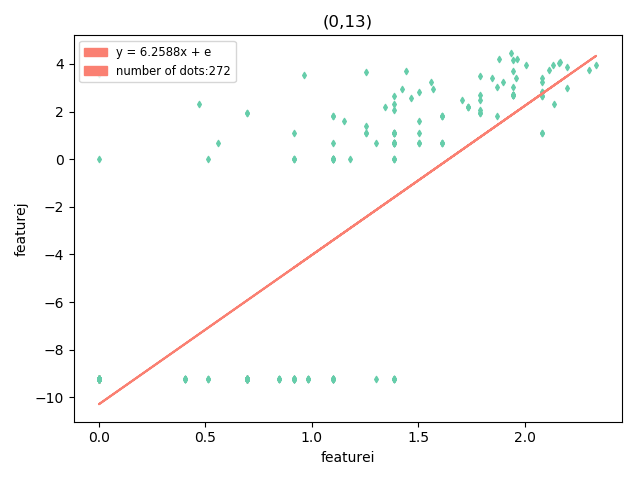 (0,13)
y = 6.2588x + e
number of dots:272
4
2
0
−2
−4
−6
−8
−10
featurej
0.0 0.5 1.0 1.5 2.0
featurei